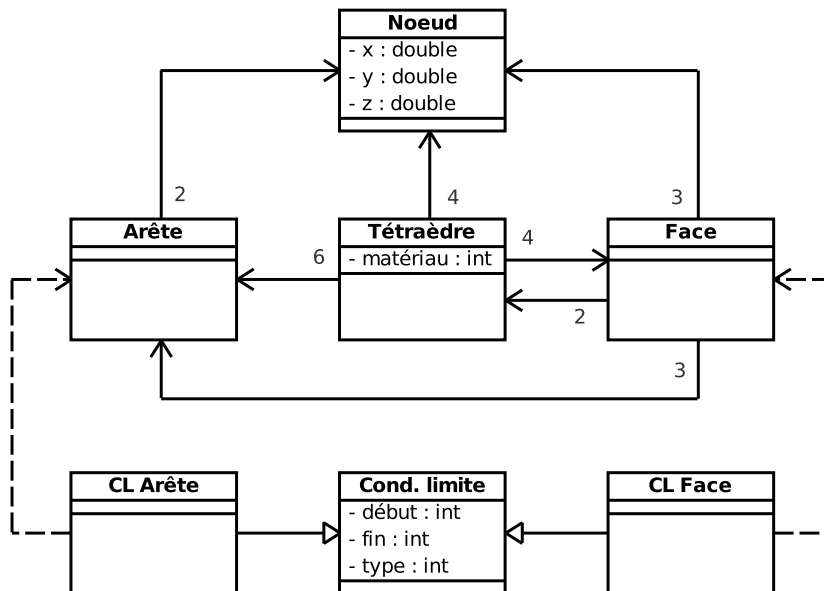 Noeud
- x : double
- y : double
- z : double
2
4
3
Arête
Tétraèdre
- matériau : int
Face
6
4
2
3
CL Arête
Cond. limite
- début : int
- fin : int
- type : int
CL Face